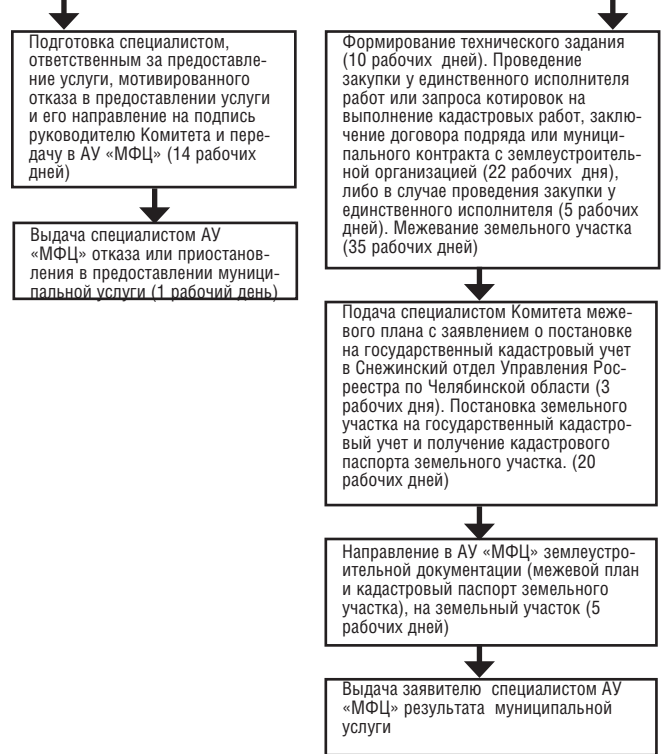 Подготовка специалистом,
ответственным за предоставле-
ние услуги, мотивированного
отказа в предоставлении услуги
и его направление на подпись
руководителю Комитета и пере-
дачу в АУ «МФЦ» (14 рабочих
дней)
Выдача специалистом АУ
«МФЦ» отказа или приостанов-
ления в предоставлении муници-
пальной услуги (1 рабочий день)
Формирование технического задания
(10 рабочих дней). Проведение
закупки у единственного исполнителя
работ или запроса котировок на
выполнение кадастровых работ, заклю-
чение договора подряда или муници-
пального контракта с землеустроитель-
ной организацией (22 рабочих дня),
либо в случае проведения закупки у
единственного исполнителя (5 рабочих
дней). Межевание земельного участка
(35 рабочих дней)
Подача специалистом Комитета меже-
вого плана с заявлением о постановке
на государственный кадастровый учет
в Снежинский отдел Управления Рос-
реестра по Челябинской области (3
рабочих дня). Постановка земельного
участка на государственный кадастро-
вый учет и получение кадастрового
паспорта земельного участка. (20
рабочих дней)
Направление в АУ «МФЦ» землеустро-
ительной документации (межевой план
и кадастровый паспорт земельного
участка), на земельный участок (5
рабочих дней)
Выдача заявителю специалистом АУ
«МФЦ» результата муниципальной
услуги